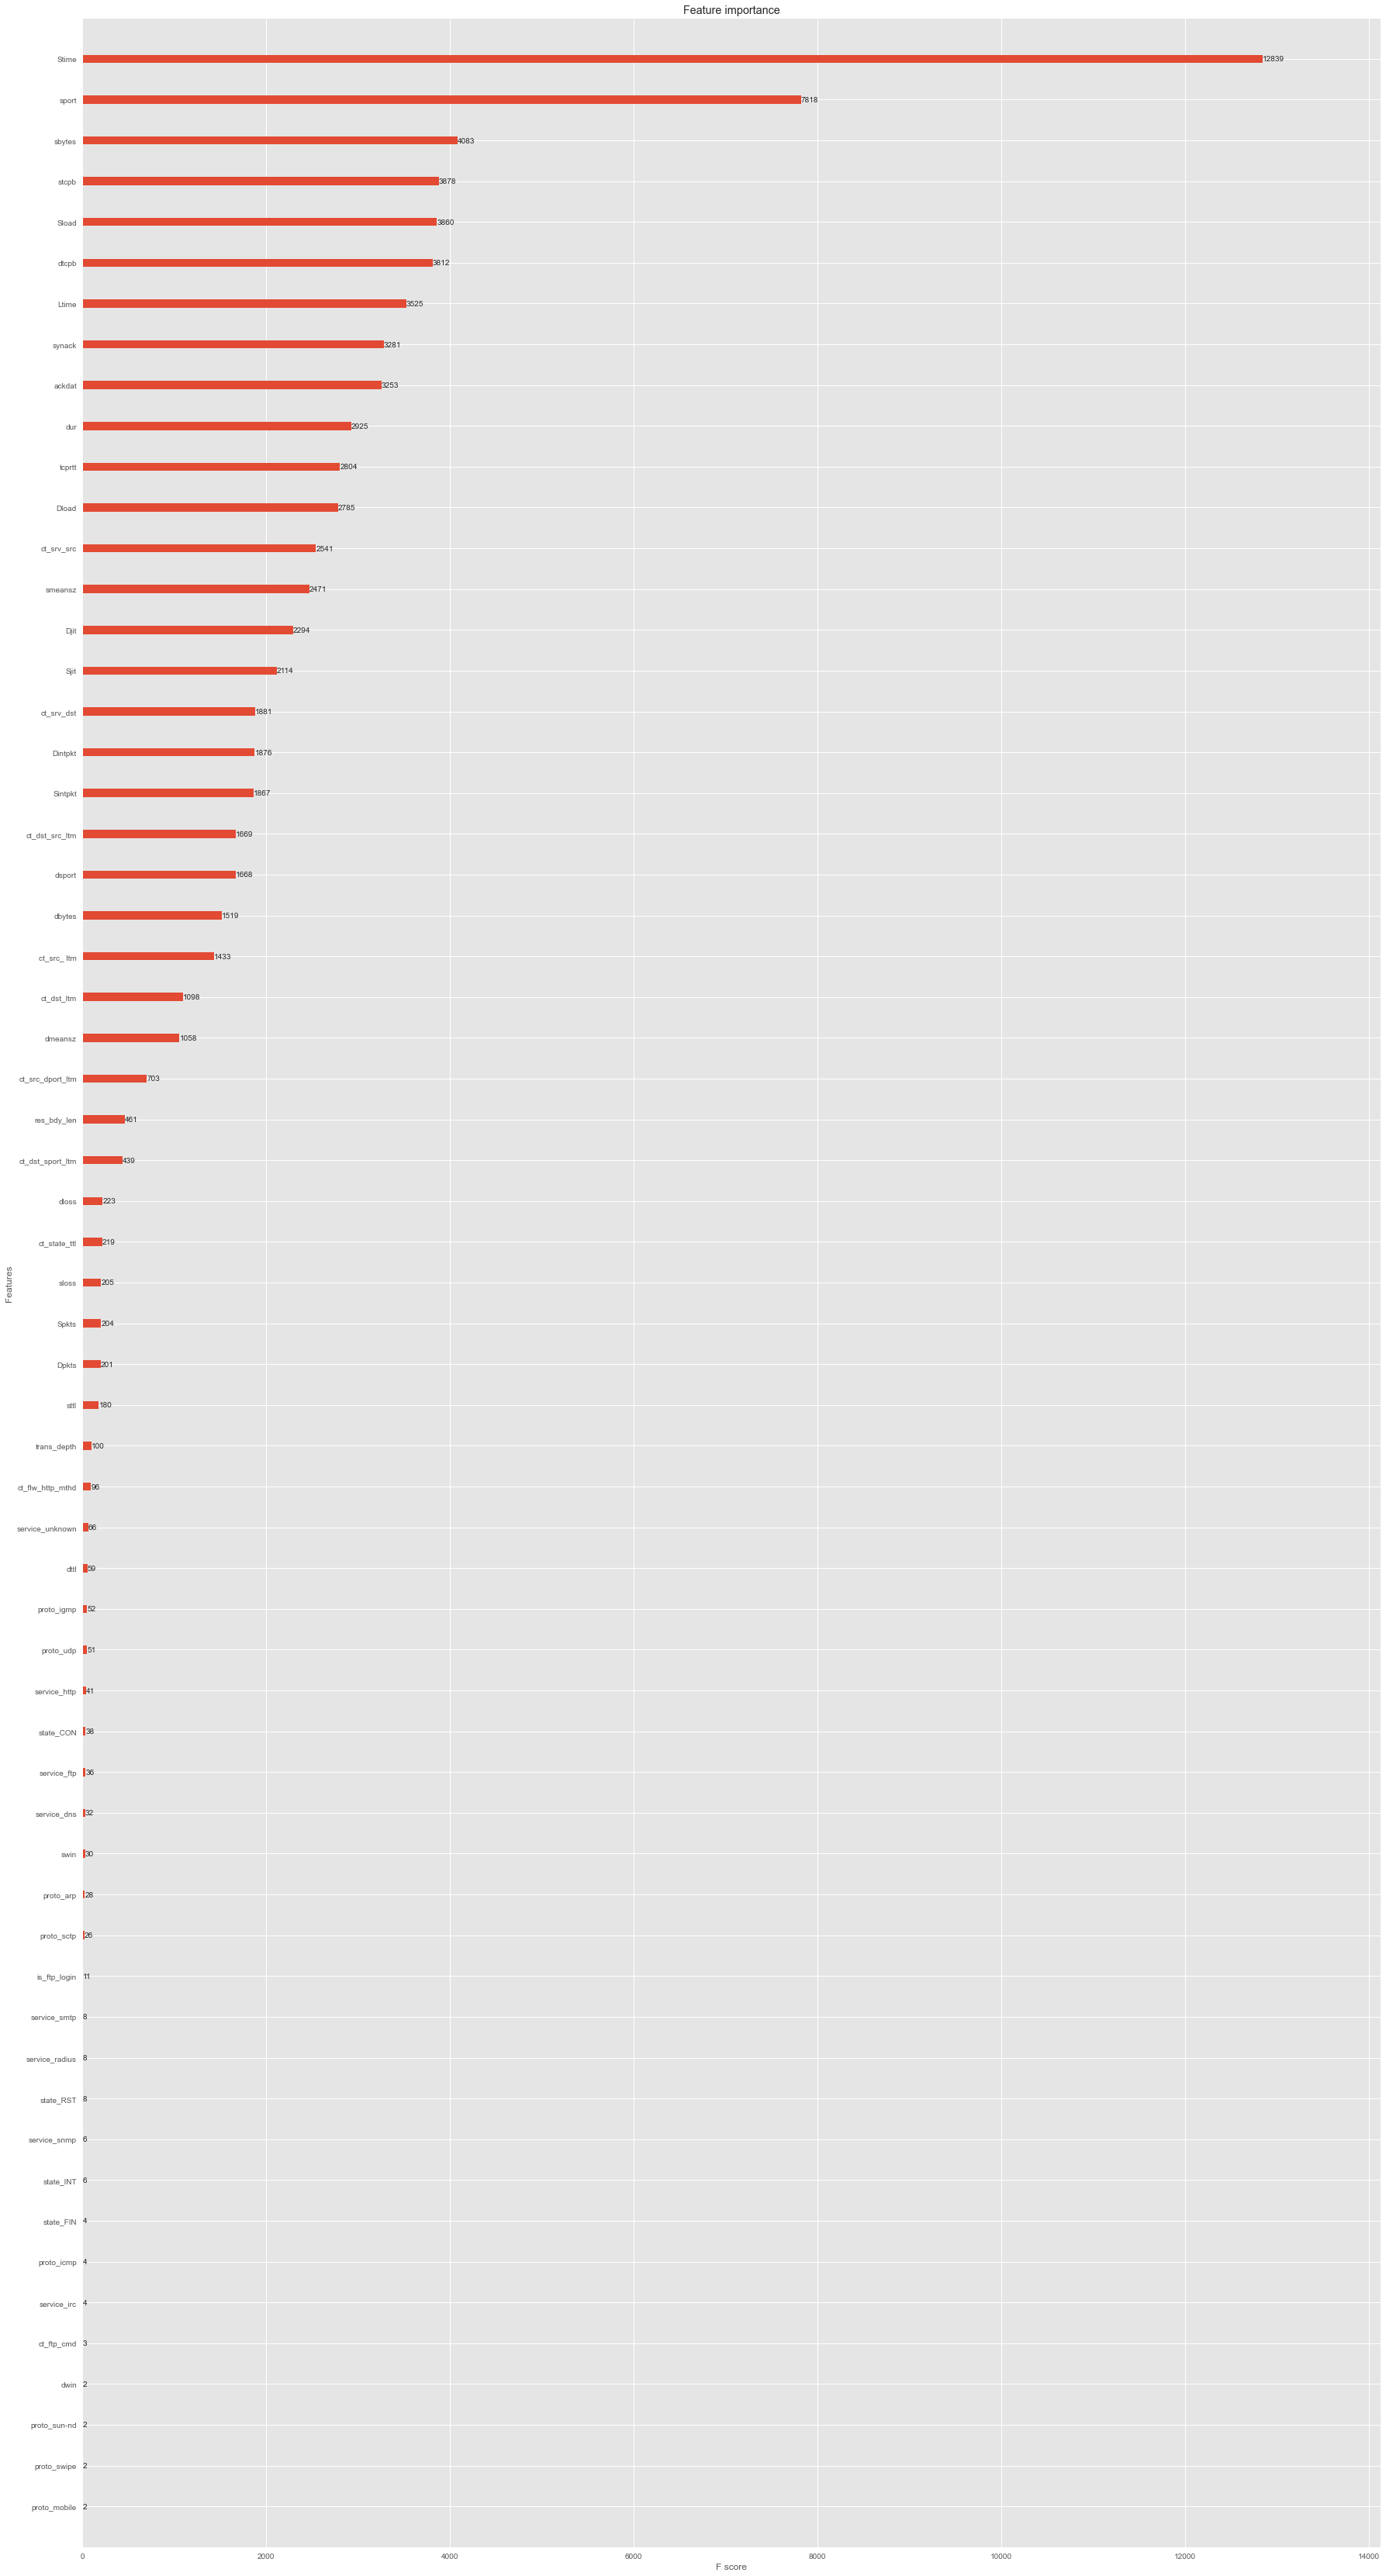 Feature importance
Stime 12839
sport 7818
sbytes 4083
stcpb 3878
Sload 3860
dtcpb 3812
Ltime 3525
synack 3281
ackdat 3253
dur 2925
tcprtt 2804
Dload 2785
ct_srv_src 2541
smeansz 2471
Djit 2294
Sjit 2114
ct_srv_dst 1881
Dintpkt 1876
Sintpkt 1867
ct_dst_src_ltm 1669
dsport 1668
dbytes 1519
ct_src_ ltm 1433
ct_dst_ltm 1098
dmeansz 1058
ct_src_dport_ltm 703
res_bdy_len 461
ct_dst_sport_ltm 439
dloss 223
ct_state_ttl 219
Features
sloss 205
Spkts 204
Dpkts 201
sttl 180
trans_depth 100
ct_flw_http_mthd 96
service_unknown 66
dttl 59
proto_igmp 52
proto_udp 51
service_http 41
state_CON 38
service_ftp 36
service_dns 32
swin 30
proto_arp 28
proto_sctp 26
is_ftp_login 11
service_smtp 8
service_radius 8
state_RST 8
service_snmp 6
state_INT 6
state_FIN 4
proto_icmp 4
service_irc 4
ct_ftp_cmd 3
dwin 2
proto_sun-nd 2
proto_swipe 2
proto_mobile 2
0 2000 4000 6000 8000 10000 12000 14000
F score